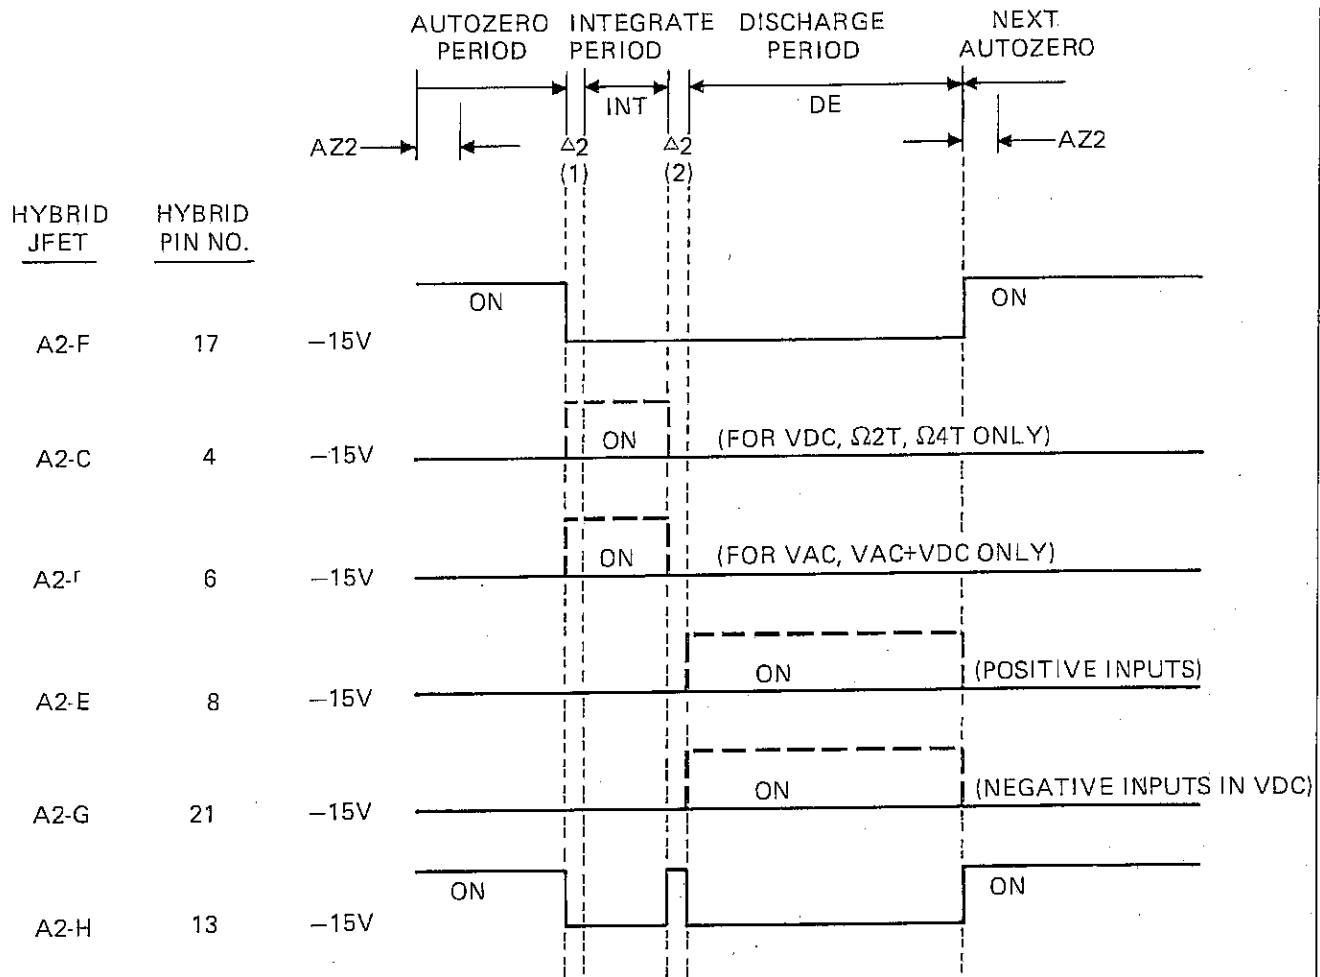 AUTOZERO PERIOD
INTEGRATE PERIOD
DISCHARGE PERIOD
NEXT AUTOZERO
INT
DE
AZ2
△2 (1)
△2 (2)
AZ2
HYBRID JFET
HYBRID PIN NO.
ON
ON
A2-F 17 −15V
ON (FOR VDC, Ω2T, Ω4T ONLY)
A2-C 4 −15V
ON (FOR VAC, VAC+VDC ONLY)
A2-r 6 −15V
ON (POSITIVE INPUTS)
A2-E 8 −15V
ON (NEGATIVE INPUTS IN VDC)
A2-G 21 −15V
ON
ON
A2-H 13 −15V